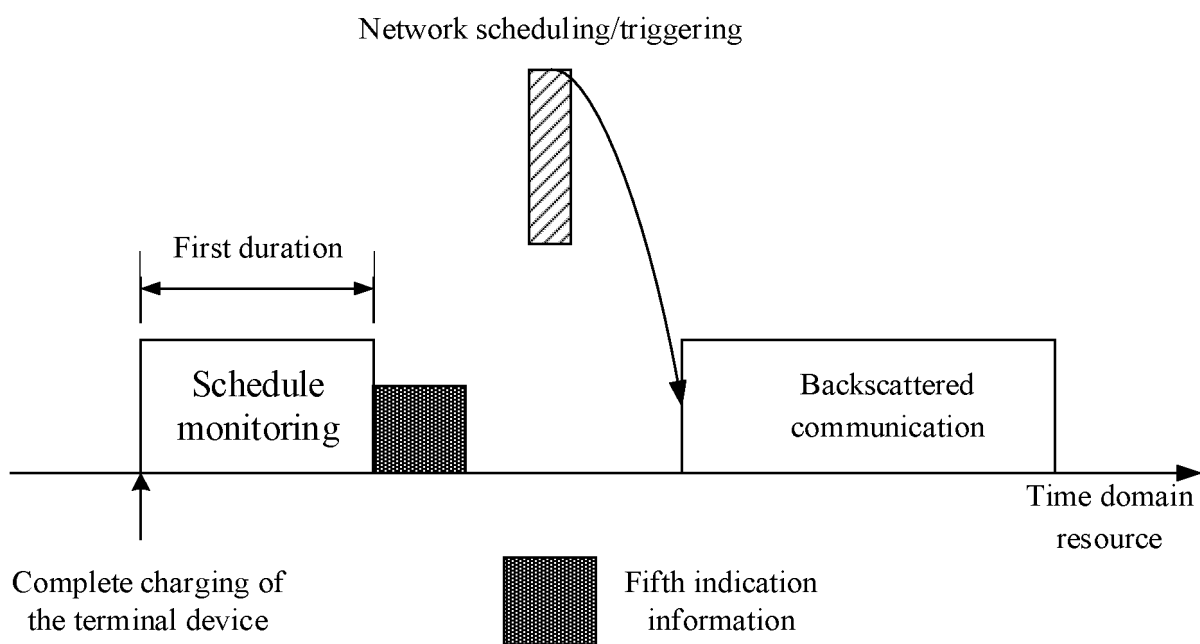 Network scheduling/triggering
First duration
Schedule
monitoring
Backscattered
communication
Time domain
resource
Complete charging of
the terminal device
Fifth indication
information